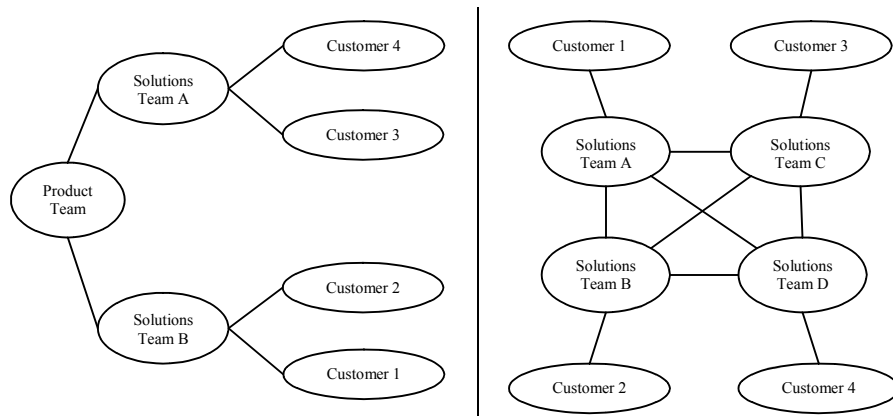 Customer 4
Solutions
Team A
Customer 3
Product
Team
Customer 2
Solutions
Team B
Customer 1
Customer 1
Customer 3
Solutions
Team A
Solutions
Team C
Solutions
Team B
Solutions
Team D
Customer 2
Customer 4